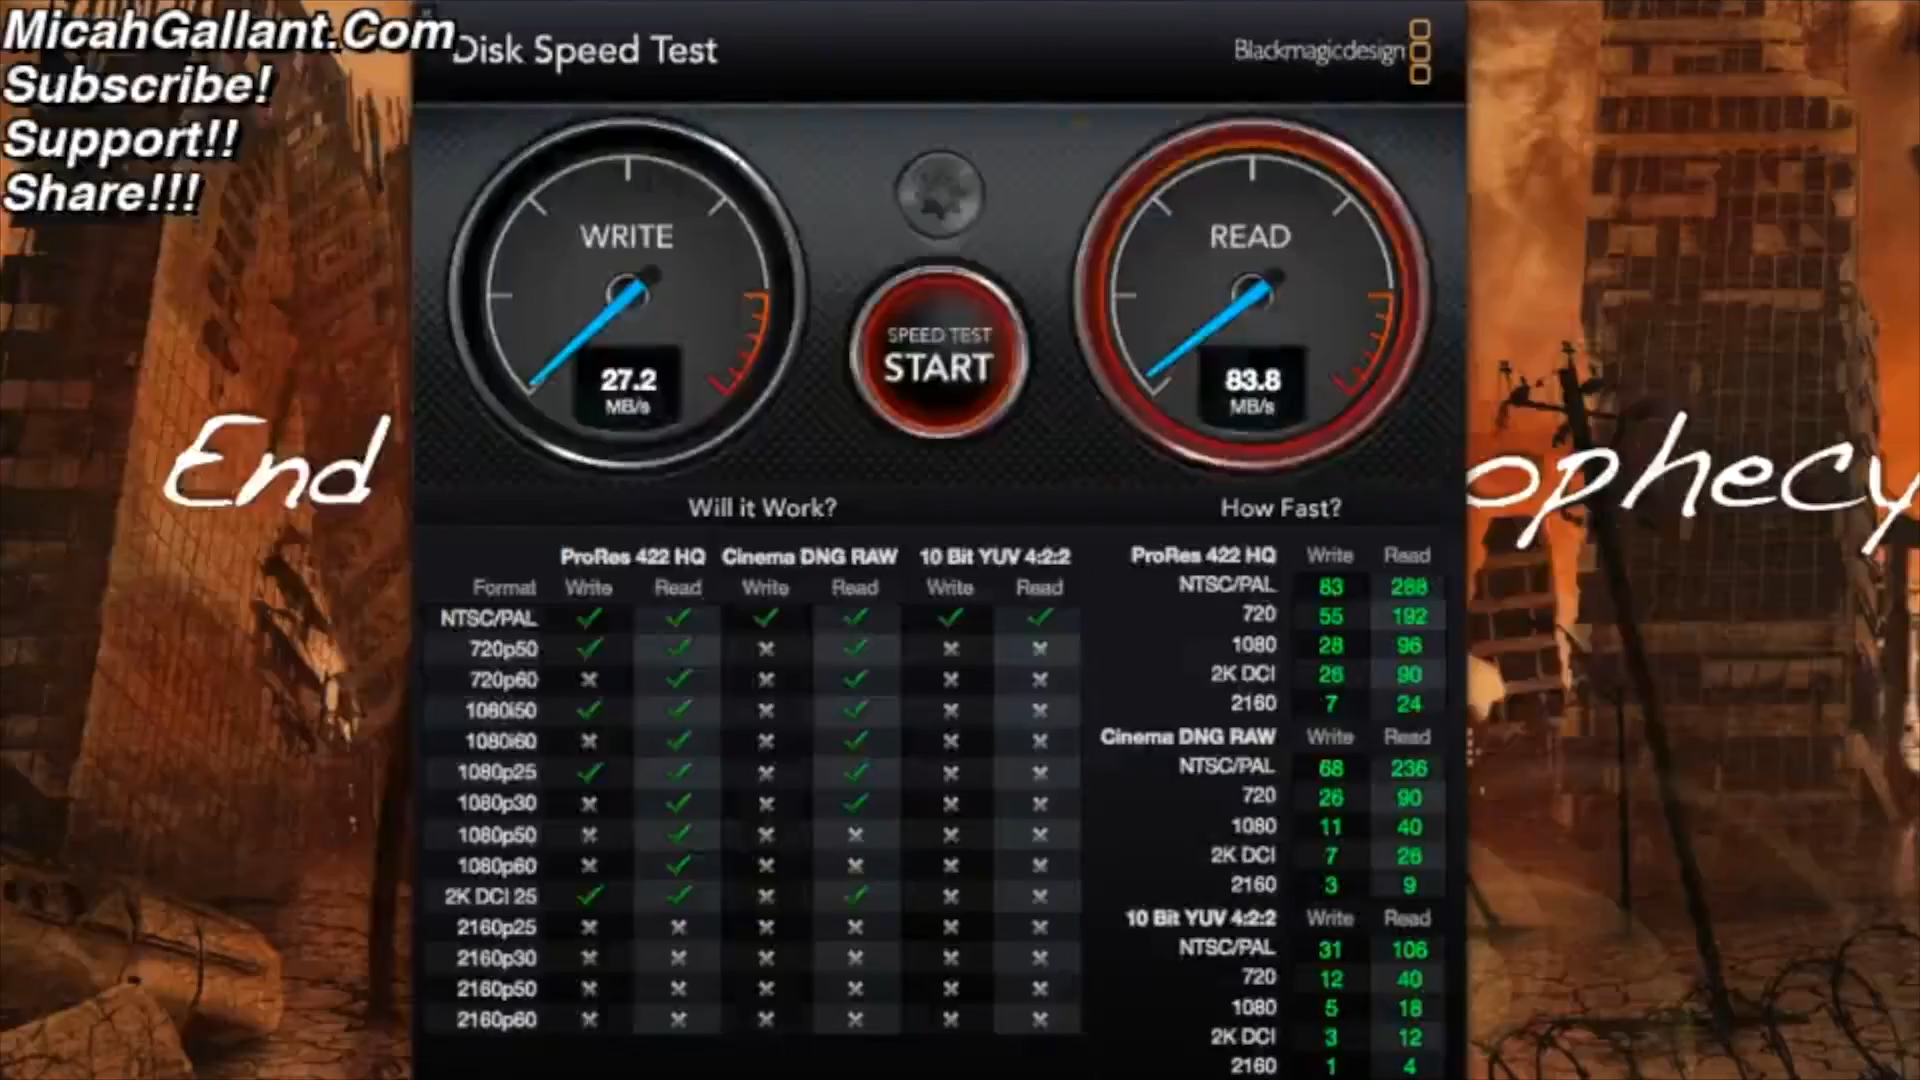 MicahGallant.Com
Subscribe!
Support!!
Share!!!
Disk Speed Test
Blackmagicdesign
WRITE
27.2
MB/s
SPEED TEST
START
READ
83.8
MB/s
End
ophecy
Will it Work?
How Fast?
ProRes 422 HQ Cinema DNG RAW 10 Bit YUV 4:2:2
Format Write Read Write Read Write Read
NTSC/PAL
720p50
720p60
1080i50
1080i60
1080p25
1080p30
1080p50
1080p60
2K DCI 25
2160p25
2160p30
2160p50
2160p60
ProRes 422 HQ Write Read
NTSC/PAL 83 288
720 55 192
1080 28 96
2K DCI 26 90
2160 7 24
Cinema DNG RAW Write Read
NTSC/PAL 68 236
720 26 90
1080 11 40
2K DCI 7 26
2160 3 9
10 Bit YUV 4:2:2 Write Read
NTSC/PAL 31 106
720 12 40
1080 5 18
2K DCI 3 12
2160 1 4